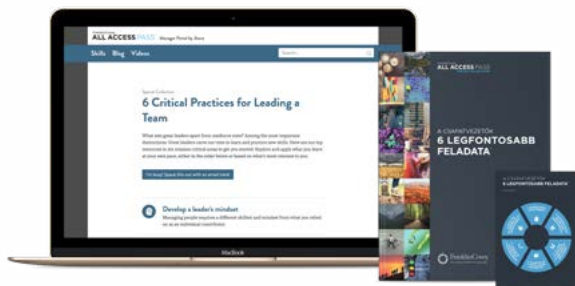 ALL ACCESS PASS Manager Portal by Jhana
Skills Blog Videos
Search...
Special Collection
6 Critical Practices for Leading a
Team
What sets great leaders apart from mediocre ones? Among the most important
distinctions: Great leaders carve out time to learn and practice new skills. Here are our top
resources in six mission-critical areas to get you started. Explore and apply what you learn
at your own pace, either in the order below or based on what's most relevant to you.
I'm busy! Space this out with an email track!
Develop a leader's mindset
Managing people requires a different skillset and mindset from what you relied
on as an individual contributor.
MacBook
ALL ACCESS PASS
A CSAPATVEZETŐK
6 LEGFONTOSABB
FELADATA
FranklinCovey
A CSAPATVEZETŐK
6 LEGFONTOSABB FELADATA